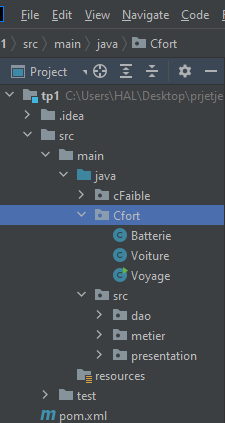 File Edit View Navigate Code
1 src main java Cfort
Project
tp1 C:\Users\HAL\Desktop\prjetje
.idea
src
main
java
cFaible
Cfort
Batterie
Voiture
Voyage
src
dao
metier
presentation
resources
test
pom.xml